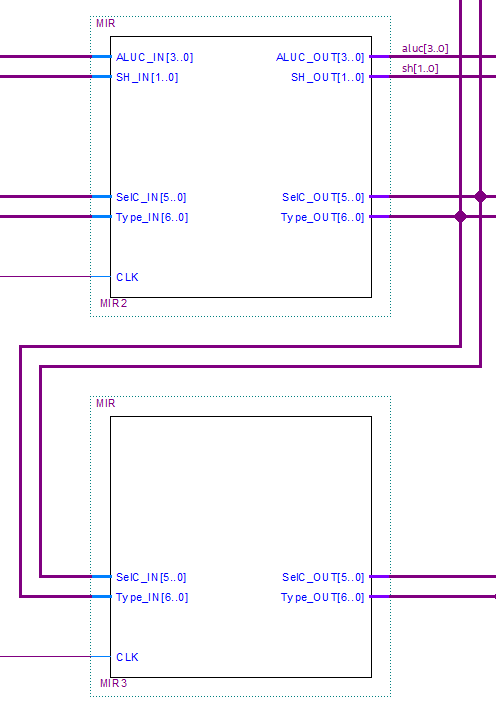 MIR
ALUC_IN[3..0] ALUC_OUT[3..0] aluc[3..0]
SH_IN[1..0] SH_OUT[1..0] sh[1..0]
SelC_IN[5..0] SelC_OUT[5..0]
Type_IN[6..0] Type_OUT[6..0]
CLK
MIR2
MIR
SelC_IN[5..0] SelC_OUT[5..0]
Type_IN[6..0] Type_OUT[6..0]
CLK
MIR3